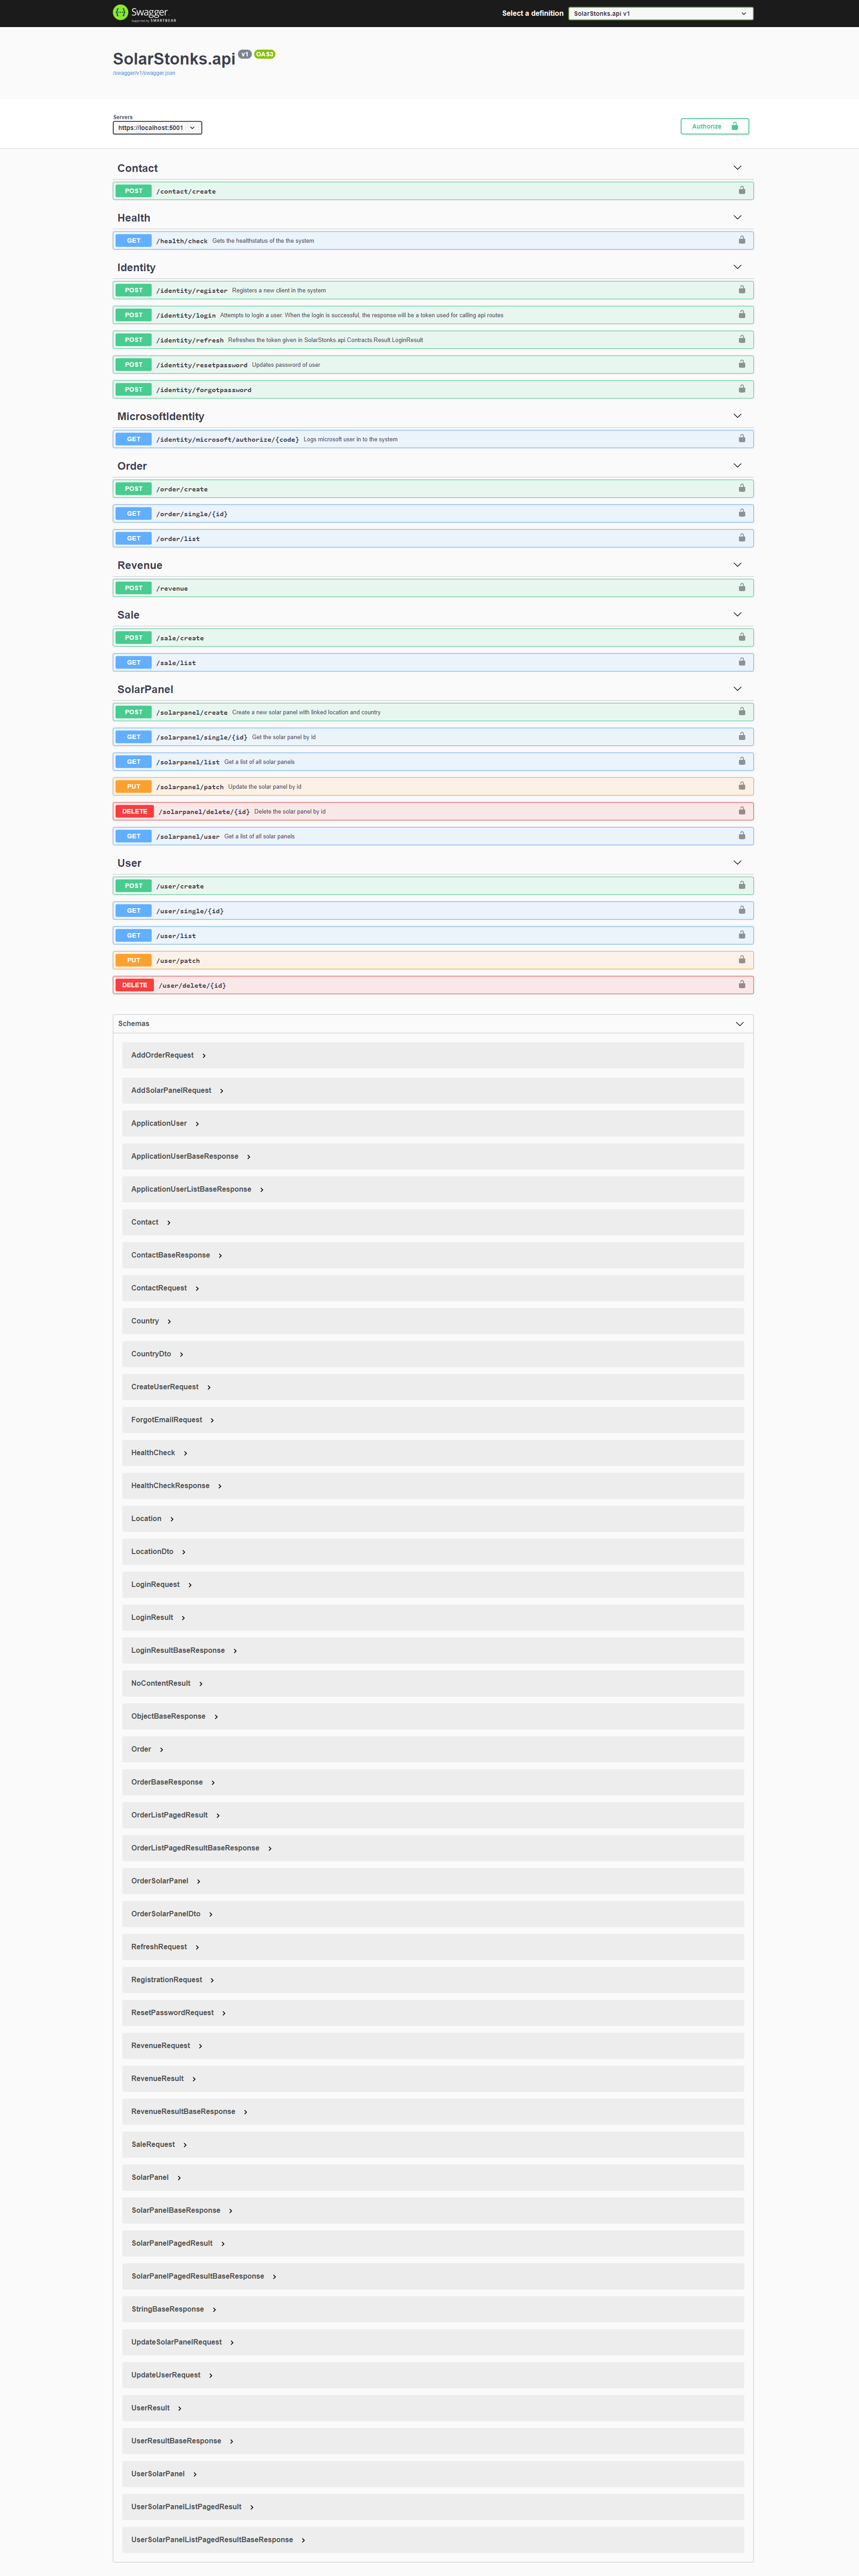 Swagger
Supported by SMARTBEAR
Select a definition
SolarStonks.api v1
SolarStonks.api v1 OAS3
/swagger/v1/swagger.json
Servers
https://localhost:5001
Authorize
Contact
POST /contact/create
Health
GET /health/check Gets the healthstatus of the the system
Identity
POST /identity/register Registers a new client in the system
POST /identity/login Attempts to login a user. When the login is successful, the response will be a token used for calling api routes
POST /identity/refresh Refreshes the token given in SolarStonks.api.Contracts.Result.LoginResult
POST /identity/resetpassword Updates password of user
POST /identity/forgotpassword
MicrosoftIdentity
GET /identity/microsoft/authorize/{code} Logs microsoft user in to the system
Order
POST /order/create
GET /order/single/{id}
GET /order/list
Revenue
POST /revenue
Sale
POST /sale/create
GET /sale/list
SolarPanel
POST /solarpanel/create Create a new solar panel with linked location and country
GET /solarpanel/single/{id} Get the solar panel by id
GET /solarpanel/list Get a list of all solar panels
PUT /solarpanel/patch Update the solar panel by id
DELETE /solarpanel/delete/{id} Delete the solar panel by id
GET /solarpanel/user Get a list of all solar panels
User
POST /user/create
GET /user/single/{id}
GET /user/list
PUT /user/patch
DELETE /user/delete/{id}
Schemas
AddOrderRequest
AddSolarPanelRequest
ApplicationUser
ApplicationUserBaseResponse
ApplicationUserListBaseResponse
Contact
ContactBaseResponse
ContactRequest
Country
CountryDto
CreateUserRequest
ForgotEmailRequest
HealthCheck
HealthCheckResponse
Location
LocationDto
LoginRequest
LoginResult
LoginResultBaseResponse
NoContentResult
ObjectBaseResponse
Order
OrderBaseResponse
OrderListPagedResult
OrderListPagedResultBaseResponse
OrderSolarPanel
OrderSolarPanelDto
RefreshRequest
RegistrationRequest
ResetPasswordRequest
RevenueRequest
RevenueResult
RevenueResultBaseResponse
SaleRequest
SolarPanel
SolarPanelBaseResponse
SolarPanelPagedResult
SolarPanelPagedResultBaseResponse
StringBaseResponse
UpdateSolarPanelRequest
UpdateUserRequest
UserResult
UserResultBaseResponse
UserSolarPanel
UserSolarPanelListPagedResult
UserSolarPanelListPagedResultBaseResponse